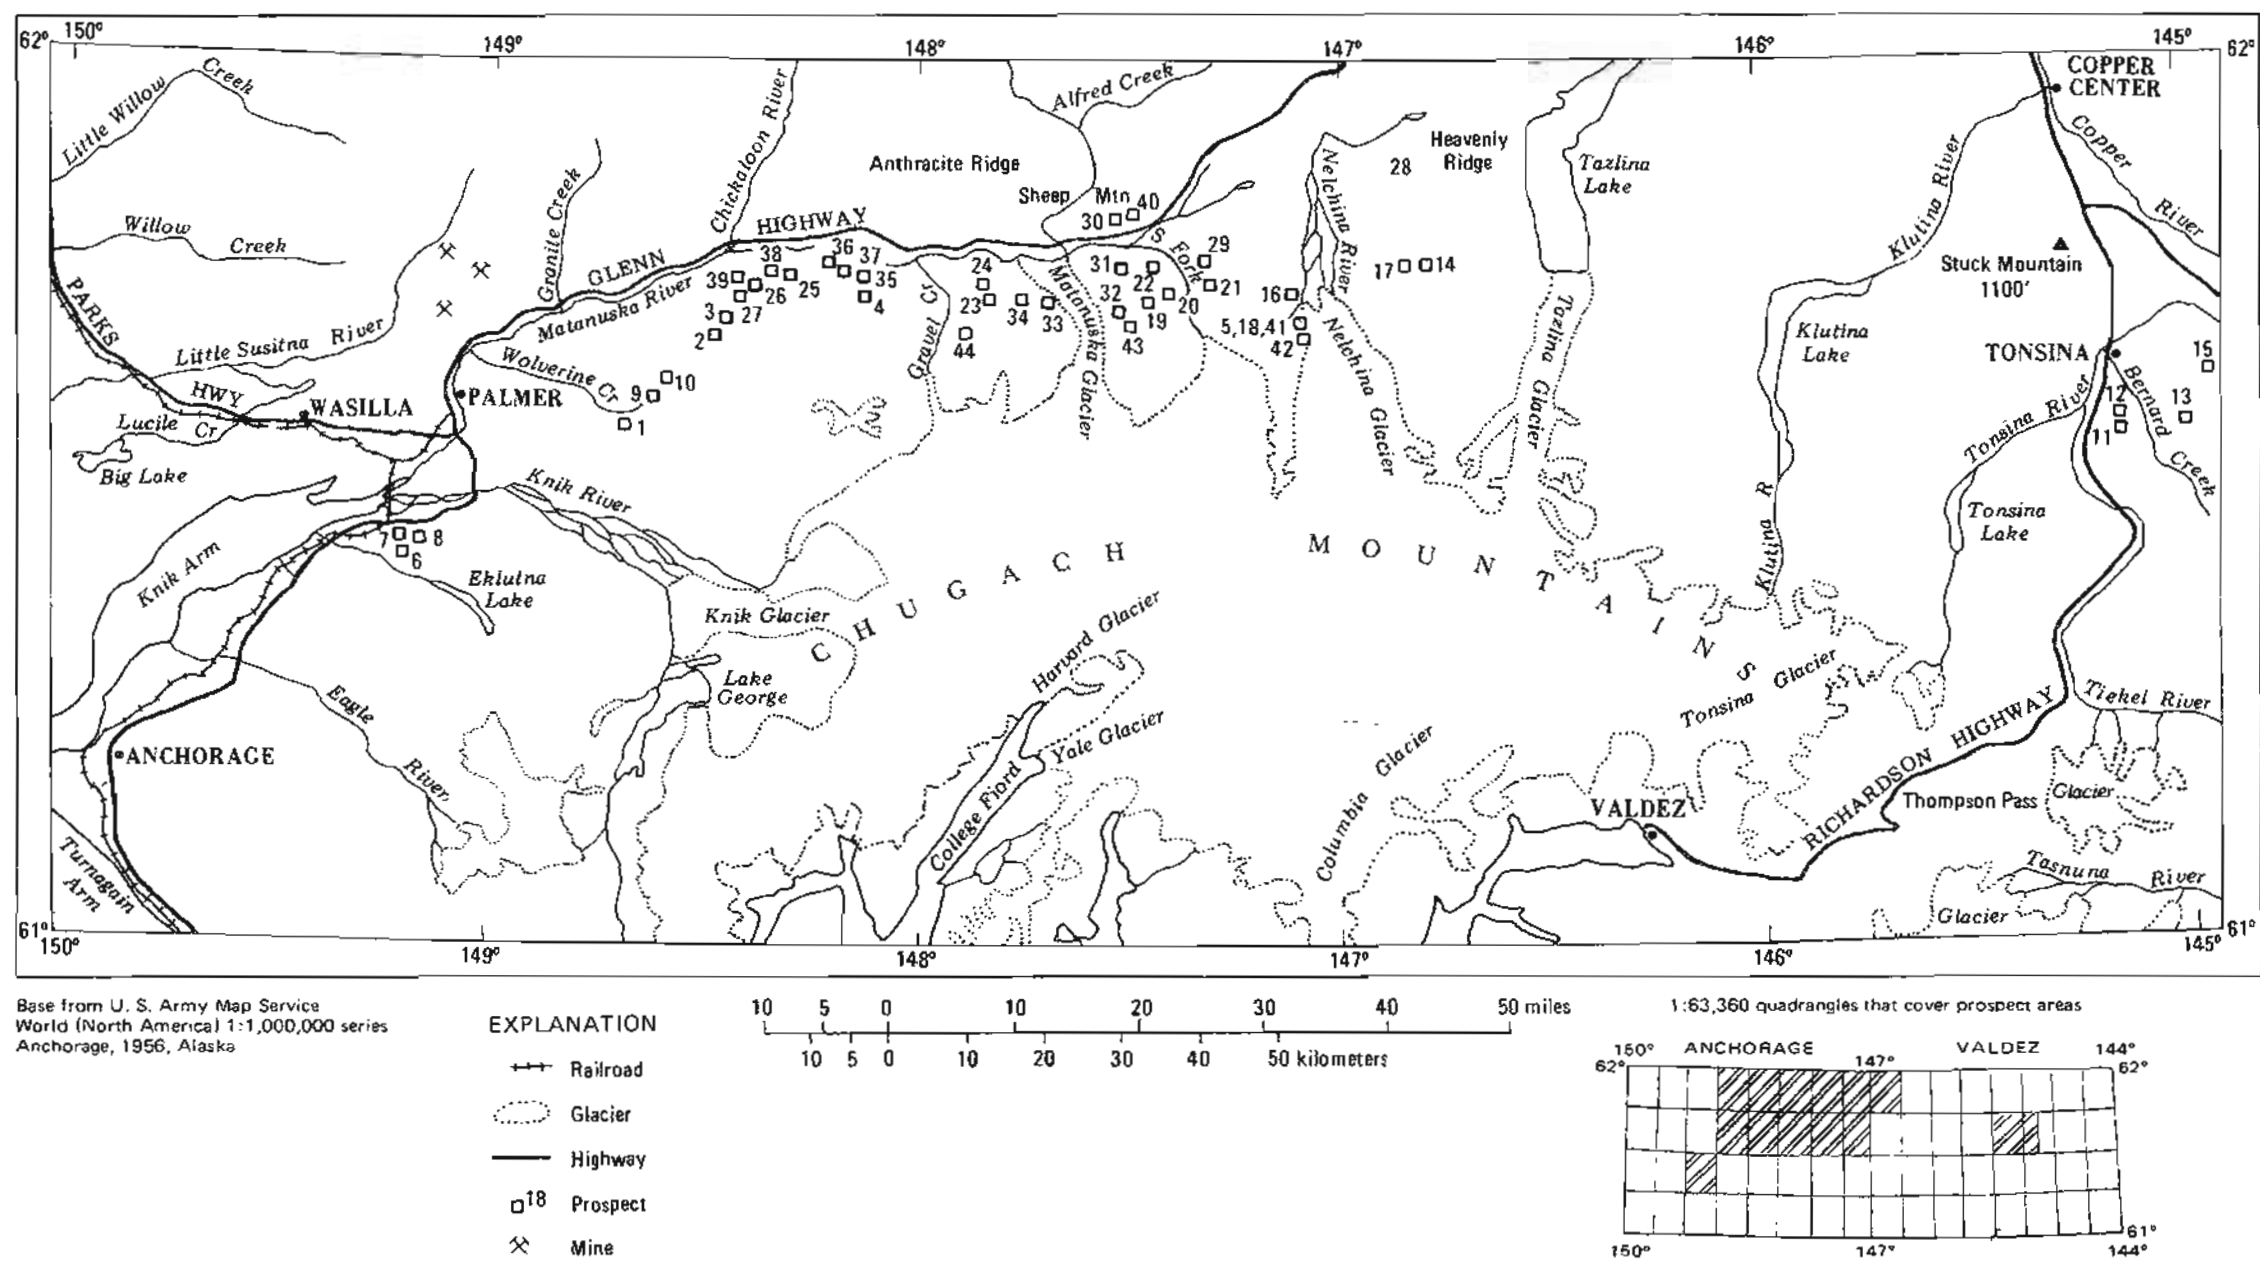 150°
149°
148°
147°
146°
145°
62°
62°
COPPER
CENTER
Little Willow
Creek
Chickaloon River
Alfred Creek
Anthracite Ridge
Heavenly
Ridge
28
Tazlina
Lake
Klutina River
Copper
River
Willow
Creek
Granite Creek
Sheep Mtn
30
40
Nelchina River
HIGHWAY
GLENN
Matanuska River
S Fork
29
Stuck Mountain
1100'
PARKS
HWY
39
38
26
25
36
37
35
4
3
27
2
24
23
34
33
44
31
22
32
19
20
21
43
16
5,18,41
42
17
14
Gravel Cr
Matanuska Glacier
Nelchina Glacier
Tazlina Glacier
Klutina
Lake
TONSINA
15
13
12
11
Bernard
Creek
Tonsina River
Little Susitna River
WASILLA
PALMER
Wolverine Cr
9
10
1
Lucile Cr
Big Lake
Knik River
Klutina R
Tonsina
Lake
7
8
6
Knik Arm
Eklutna
Lake
CHUGACH MOUNTAINS
Knik Glacier
Lake
George
Harvard Glacier
Yale Glacier
College Fiord
Columbia Glacier
Tonsina Glacier
Eagle
River
ANCHORAGE
Turnagain
Arm
VALDEZ
RICHARDSON HIGHWAY
Tiekel River
Thompson Pass
Glacier
Tasnuna River
Glacier
61°
61°
150°
149°
148°
147°
146°
145°
Base from U. S. Army Map Service
World (North America) 1:1,000,000 series
Anchorage, 1956, Alaska
EXPLANATION
Railroad
Glacier
Highway
18 Prospect
Mine
10 5 0 10 20 30 40 50 miles
10 5 0 10 20 30 40 50 kilometers
1:63,360 quadrangles that cover prospect areas
150° ANCHORAGE 147° VALDEZ 144°
62° 62°
61°
150° 147° 144°